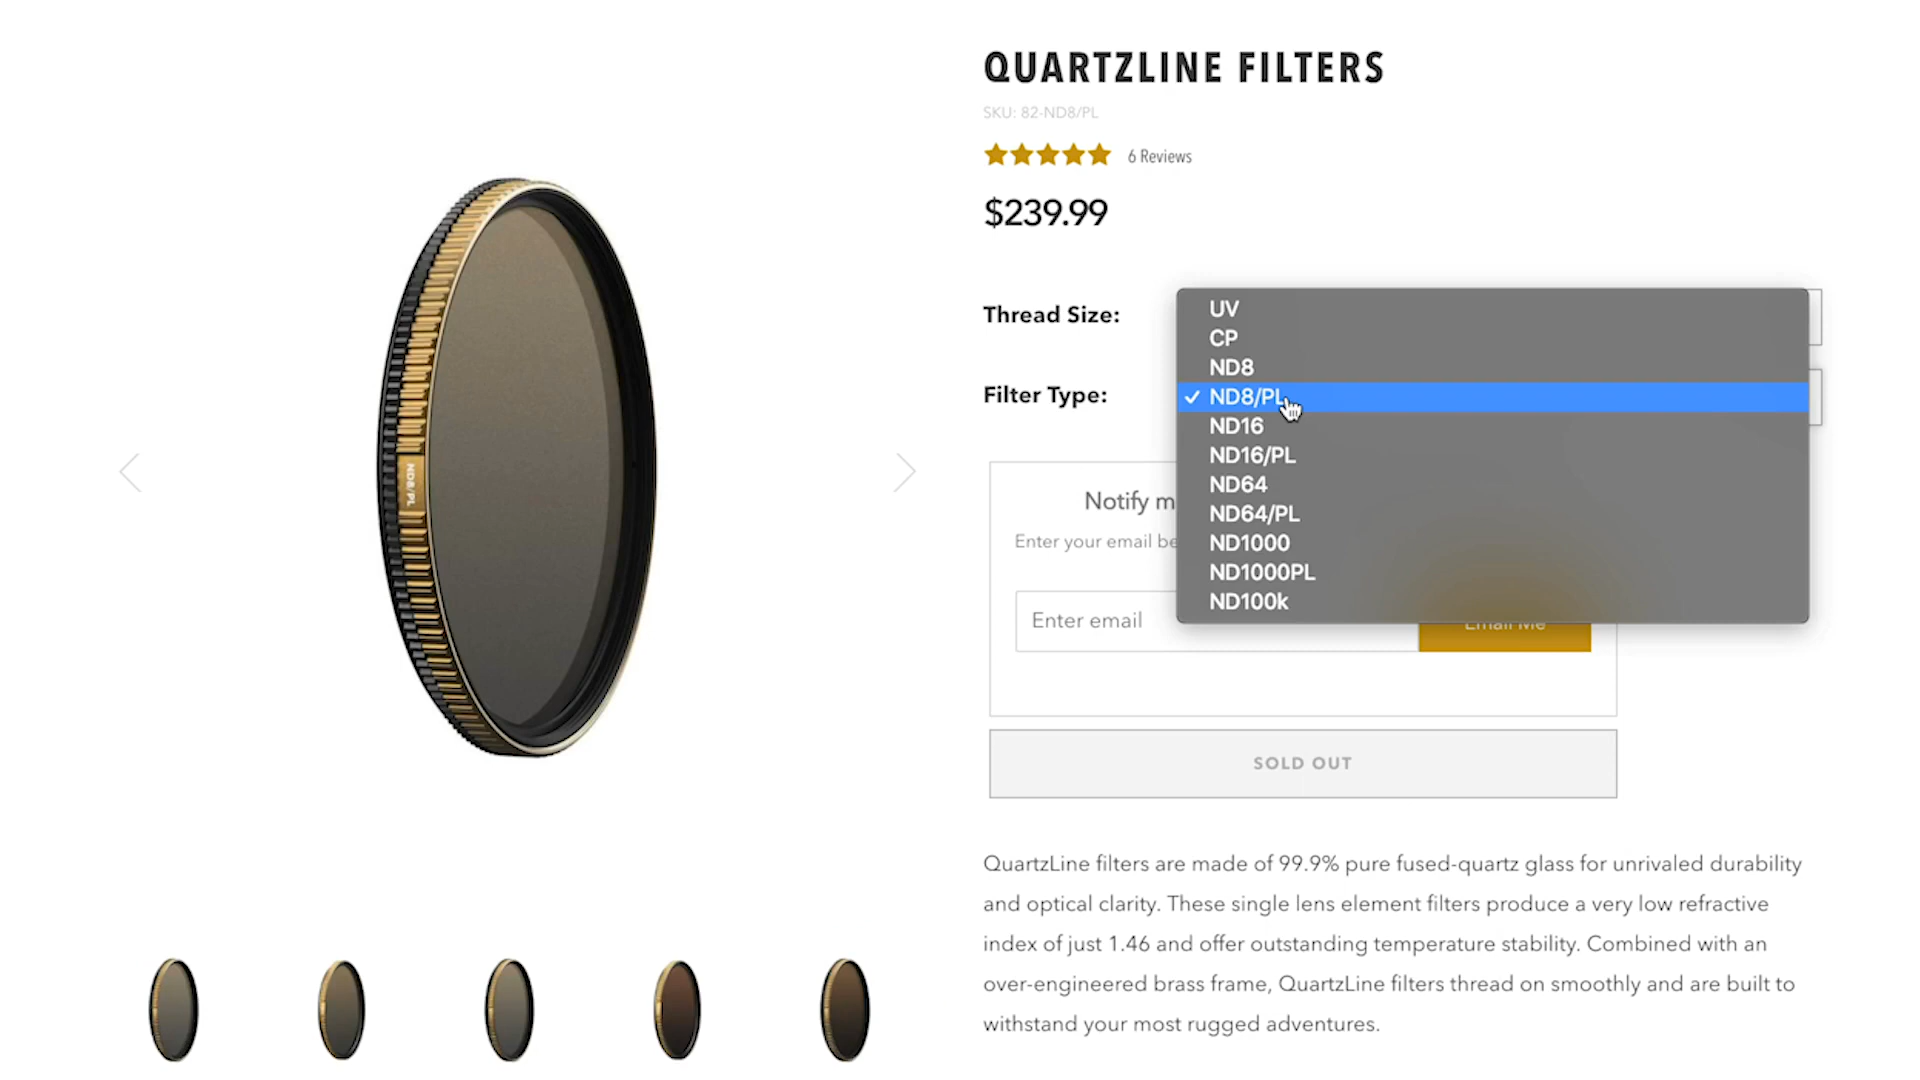 QUARTZLINE FILTERS
SKU: 82-ND8/PL
6 Reviews
$239.99
Thread Size:
Filter Type:
UV
CP
ND8
ND8/PL
ND16
ND16/PL
ND64
ND64/PL
ND1000
ND1000PL
ND100k
ND8/PL
Notify m
Enter your email be
Enter email
Email Me
SOLD OUT
QuartzLine filters are made of 99.9% pure fused-quartz glass for unrivaled durability
and optical clarity. These single lens element filters produce a very low refractive
index of just 1.46 and offer outstanding temperature stability. Combined with an
over-engineered brass frame, QuartzLine filters thread on smoothly and are built to
withstand your most rugged adventures.